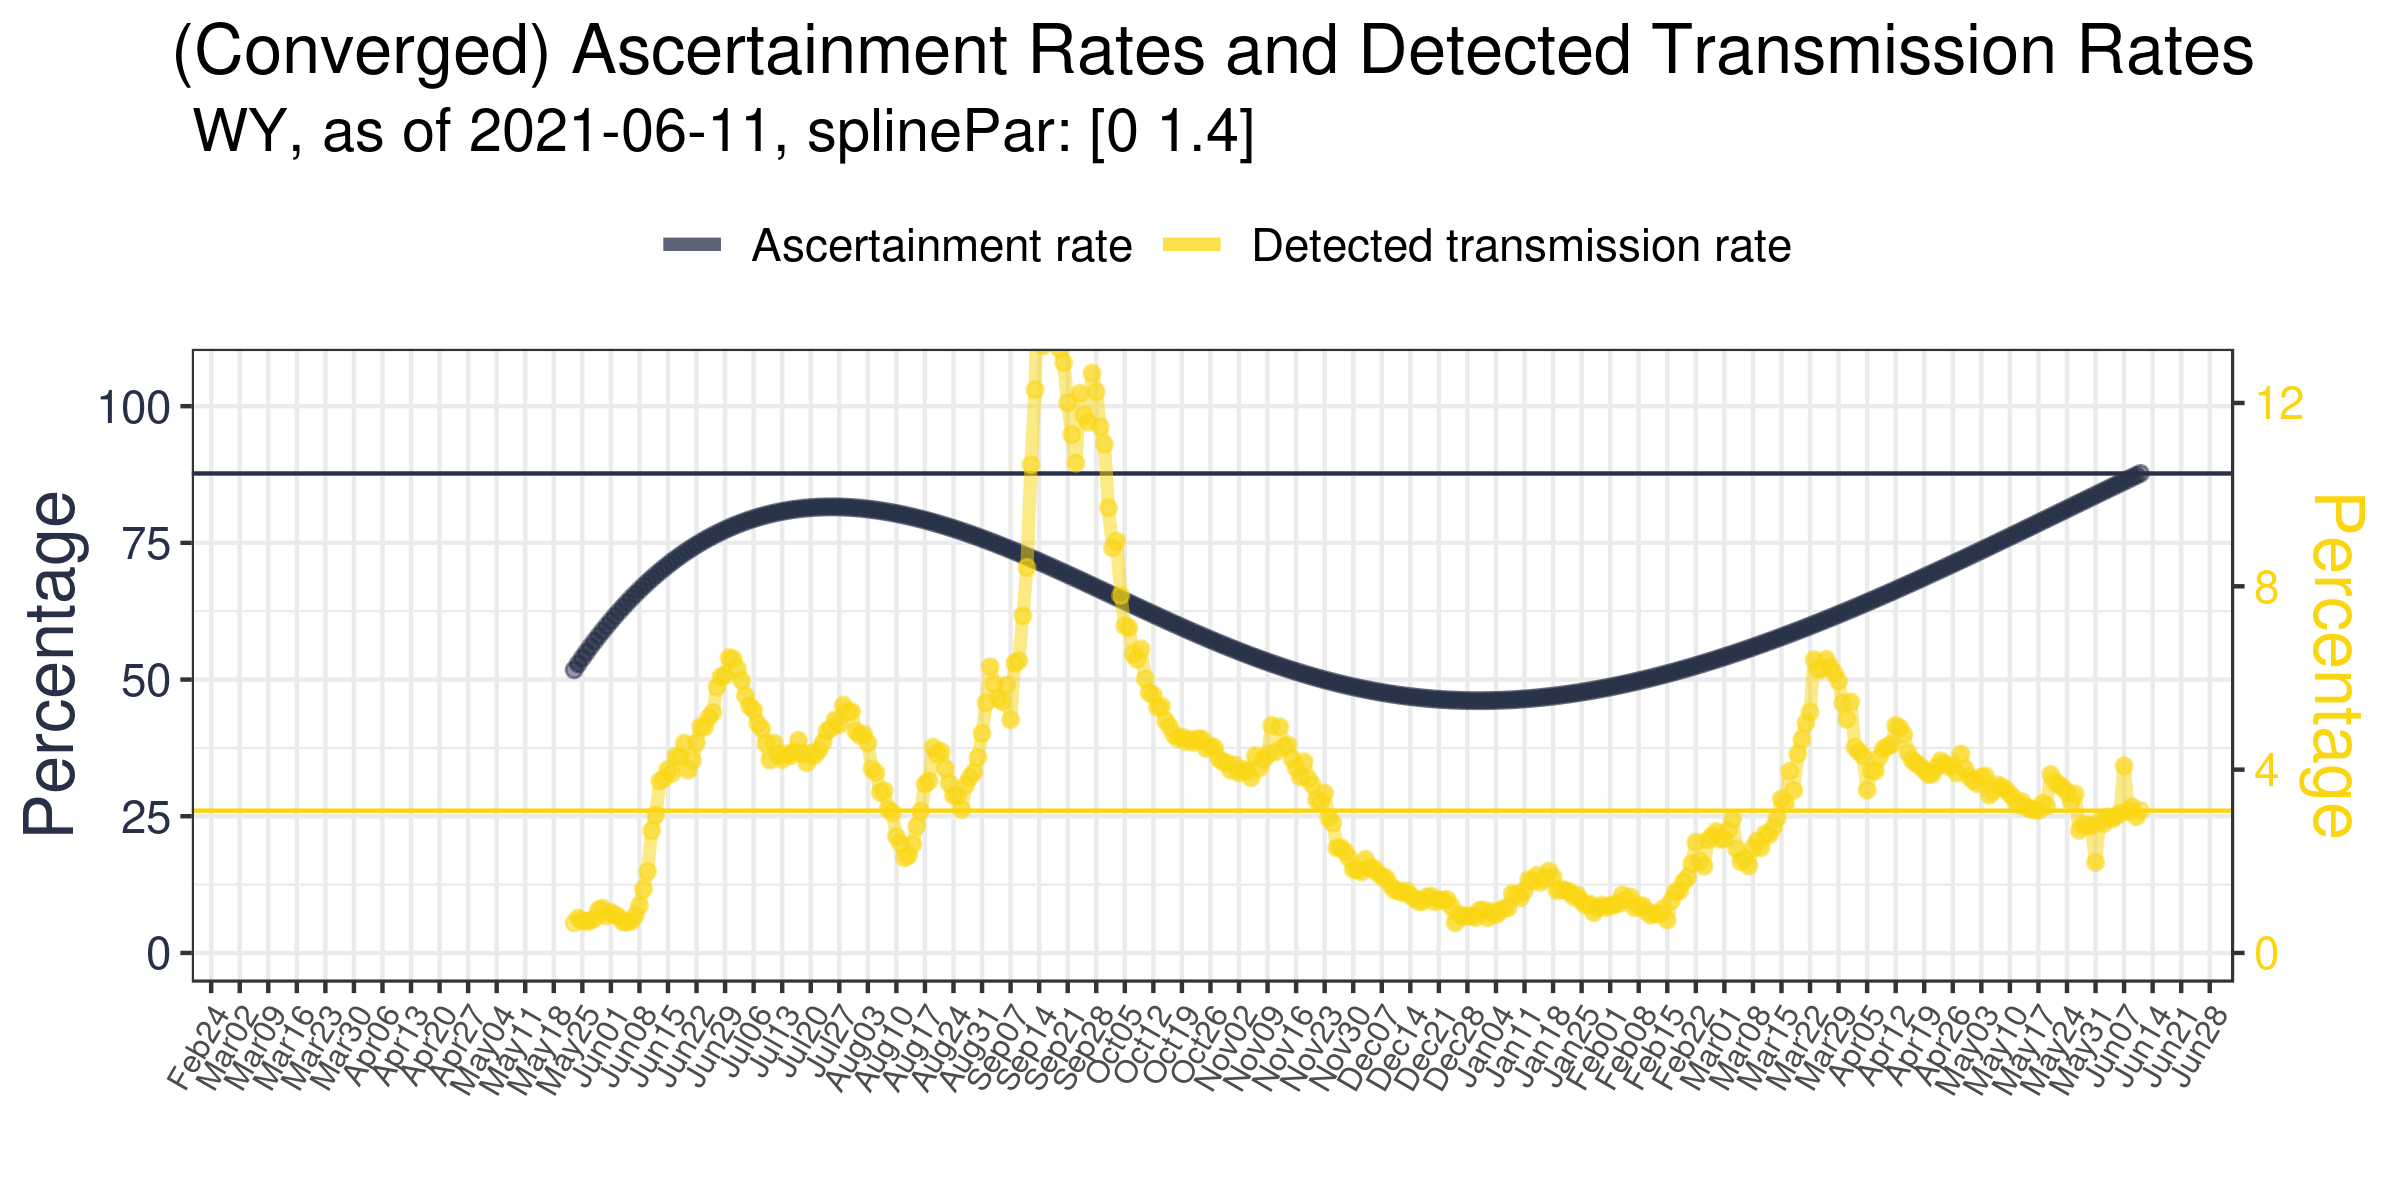 (Converged) Ascertainment Rates and Detected Transmission Rates
WY, as of 2021-06-11, splinePar: [0 1.4]
Ascertainment rate
Detected transmission rate
Percentage
100
75
50
25
0
12
8
4
0
Percentage
Feb24
Mar02
Mar09
Mar16
Mar23
Mar30
Apr06
Apr13
Apr20
Apr27
May04
May11
May18
May25
Jun01
Jun08
Jun15
Jun22
Jun29
Jul06
Jul13
Jul20
Jul27
Aug03
Aug10
Aug17
Aug24
Aug31
Sep07
Sep14
Sep21
Sep28
Oct05
Oct12
Oct19
Oct26
Nov02
Nov09
Nov16
Nov23
Nov30
Dec07
Dec14
Dec21
Dec28
Jan04
Jan11
Jan18
Jan25
Feb01
Feb08
Feb15
Feb22
Mar01
Mar08
Mar15
Mar22
Mar29
Apr05
Apr12
Apr19
Apr26
May03
May10
May17
May24
May31
Jun07
Jun14
Jun21
Jun28